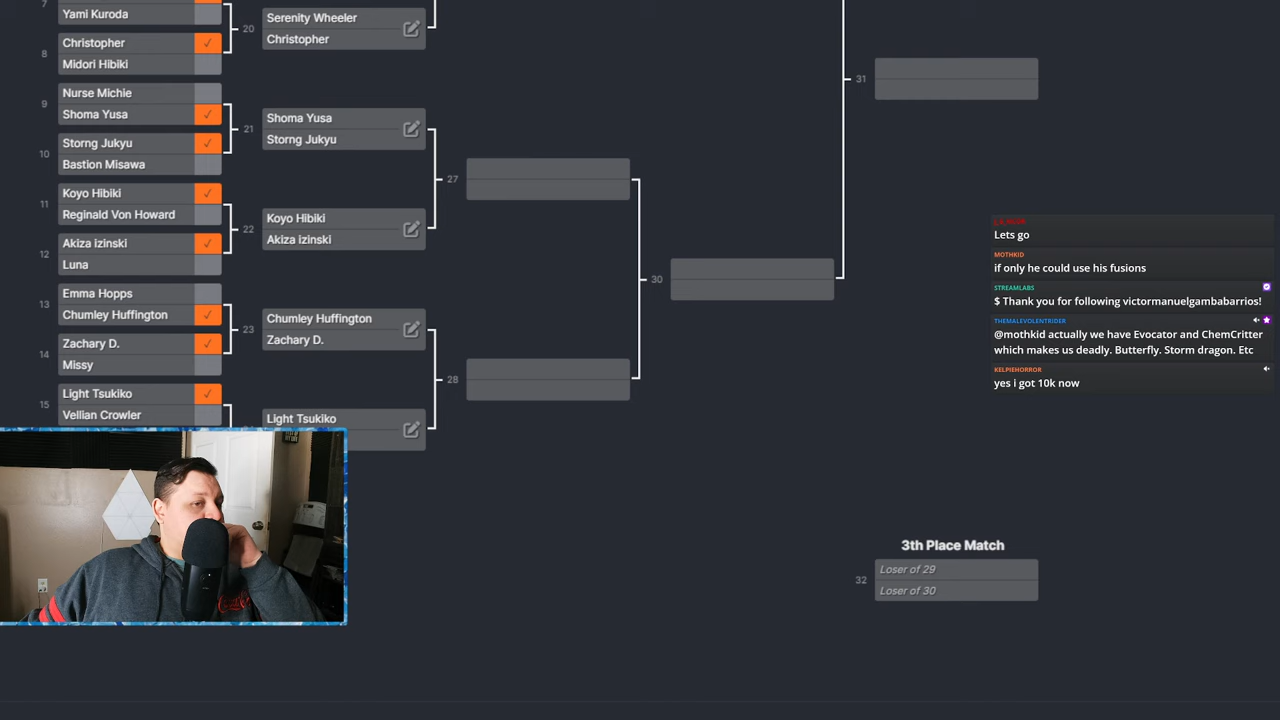 7
Yami Kuroda
20
Serenity Wheeler
Christopher
8
Christopher
Midori Hibiki
31
9
Nurse Michie
Shoma Yusa
21
Shoma Yusa
Storng Jukyu
10
Storng Jukyu
Bastion Misawa
27
11
Koyo Hibiki
Reginald Von Howard
22
Koyo Hibiki
Akiza izinski
12
Akiza izinski
Luna
30
13
Emma Hopps
Chumley Huffington
23
Chumley Huffington
Zachary D.
14
Zachary D.
Missy
28
15
Light Tsukiko
Vellian Crowler
Light Tsukiko
Lets go
MOTHKID
if only he could use his fusions
STREAMLABS
$ Thank you for following victormanuelgambabarrios!
THEMALEVOLENTRIDER
@mothkid actually we have Evocator and ChemCritter
which makes us deadly. Butterfly. Storm dragon. Etc
KELPIEHORROR
yes i got 10k now
3th Place Match
32
Loser of 29
Loser of 30